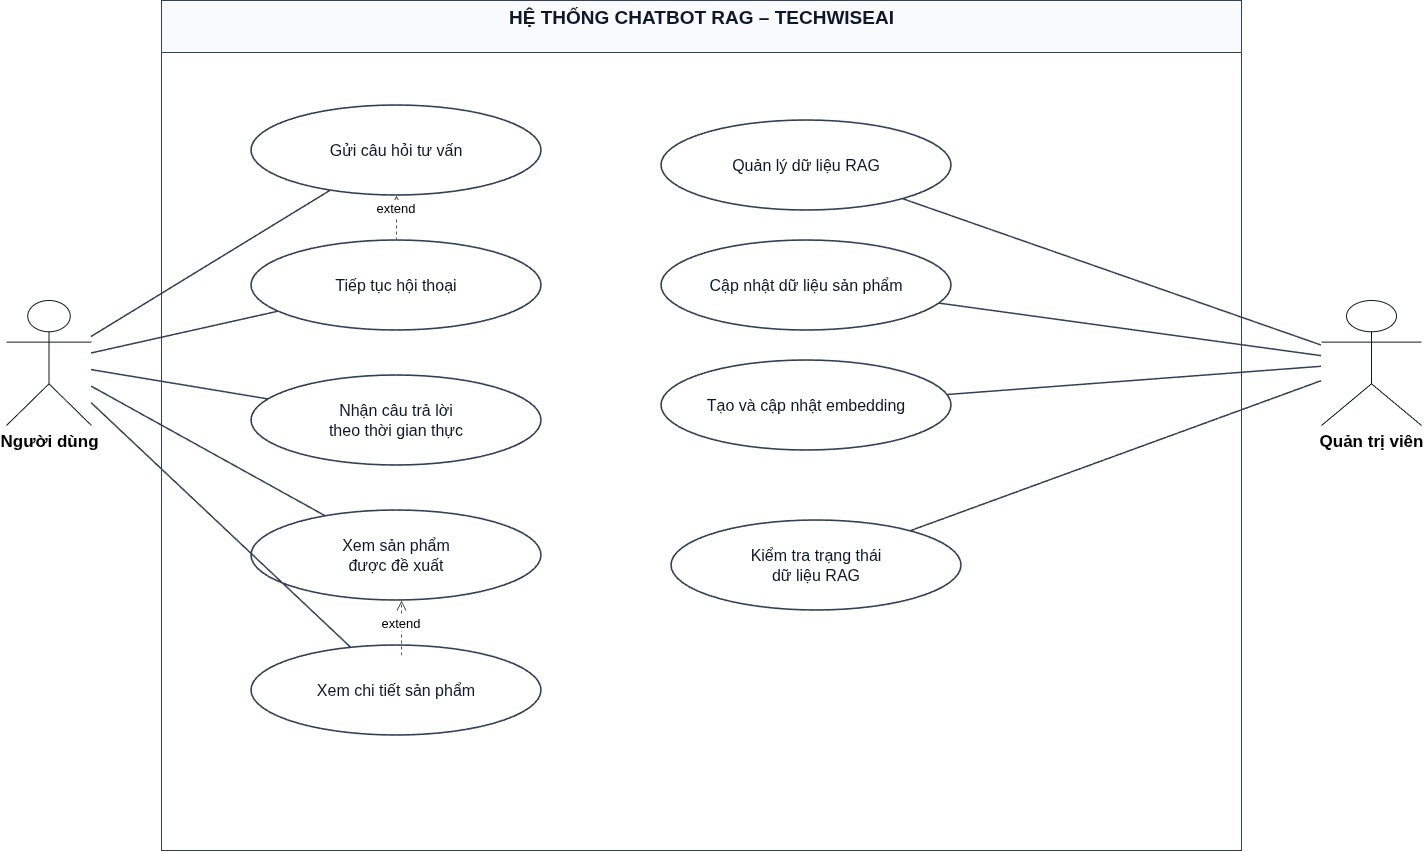 HỆ THỐNG CHATBOT RAG – TECHWISEAI
Gửi câu hỏi tư vấn
extend
Tiếp tục hội thoại
Nhận câu trả lời
theo thời gian thực
Xem sản phẩm
được đề xuất
extend
Xem chi tiết sản phẩm
Quản lý dữ liệu RAG
Cập nhật dữ liệu sản phẩm
Tạo và cập nhật embedding
Kiểm tra trạng thái
dữ liệu RAG
Người dùng
Quản trị viên